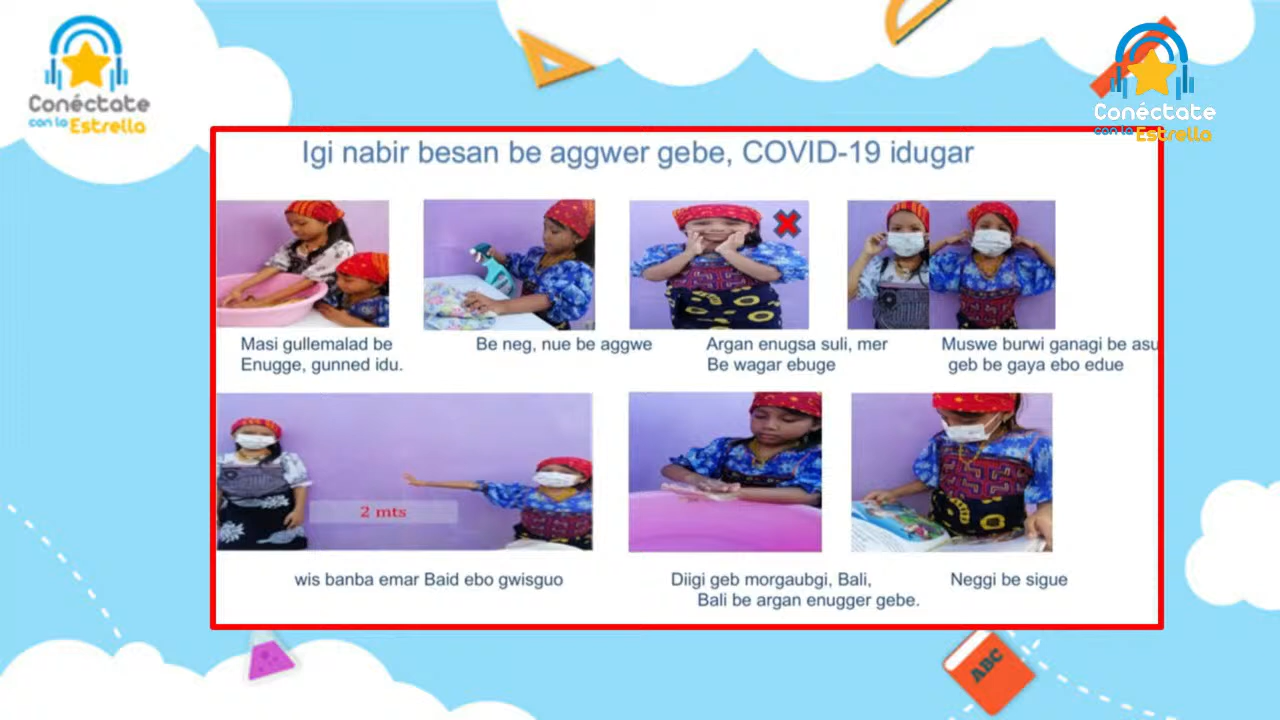 Conéctate
con la Estrella
Conéctate
con la Estrella
Igi nabir besan be aggwer gebe, COVID-19 idugar
Masi gullemalad be
Enugge, gunned idu.
Be neg, nue be aggwe
Argan enugsa suli, mer
Be wagar ebuge
Muswe burwi ganagi be asu
geb be gaya ebo edue
2 mts
wis banba emar Baid ebo gwisguo
Diigi geb morgaubgi, Bali,
Bali be argan enugger gebe.
Neggi be sigue
ABC